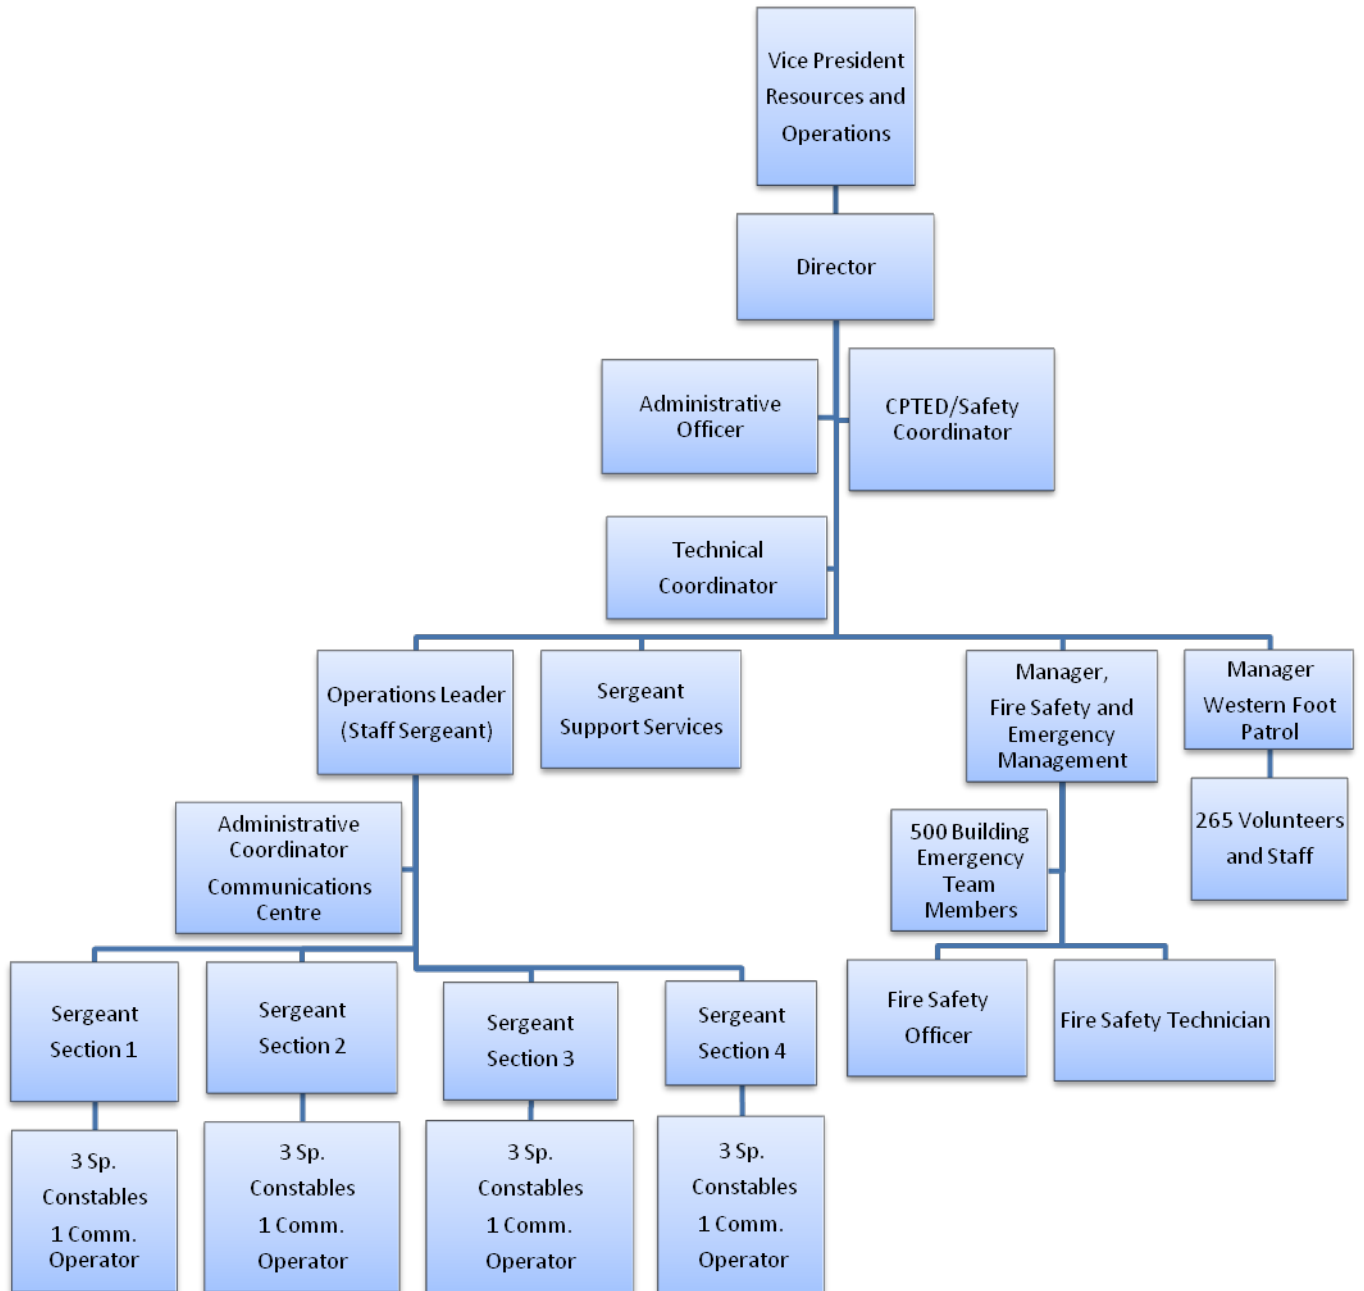 Vice President
Resources and
Operations
Director
Administrative
Officer
CPTED/Safety
Coordinator
Technical
Coordinator
Operations Leader
(Staff Sergeant)
Sergeant
Support Services
Manager,
Fire Safety and
Emergency
Management
Manager
Western Foot
Patrol
Administrative
Coordinator
Communications
Centre
500 Building
Emergency
Team
Members
265 Volunteers
and Staff
Sergeant
Section 1
Sergeant
Section 2
Sergeant
Section 3
Sergeant
Section 4
Fire Safety
Officer
Fire Safety Technician
3 Sp.
Constables
1 Comm.
Operator
3 Sp.
Constables
1 Comm.
Operator
3 Sp.
Constables
1 Comm.
Operator
3 Sp.
Constables
1 Comm.
Operator